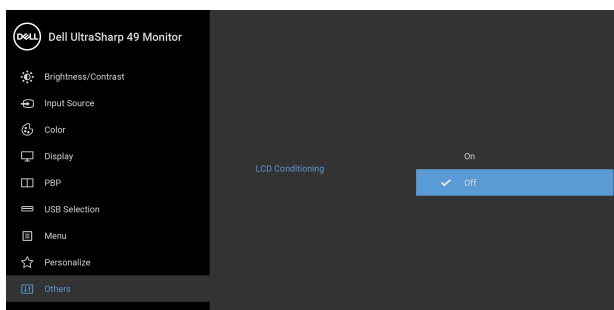 DELL
Dell UltraSharp 49 Monitor
Brightness/Contrast
Input Source
Color
Display
PBP
USB Selection
Menu
Personalize
Others
LCD Conditioning
On
Off